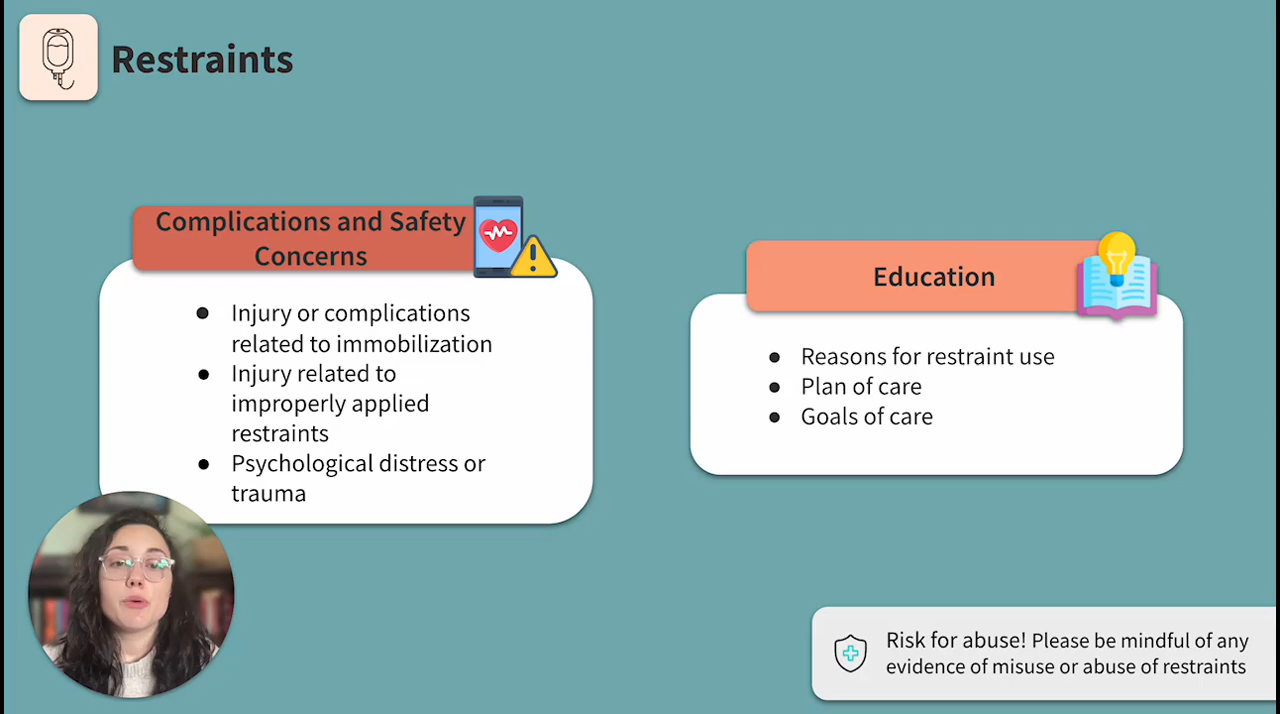 Restraints
Complications and Safety
Concerns
● Injury or complications
related to immobilization
● Injury related to
improperly applied
restraints
● Psychological distress or
trauma
Education
● Reasons for restraint use
● Plan of care
● Goals of care
Risk for abuse! Please be mindful of any
evidence of misuse or abuse of restraints